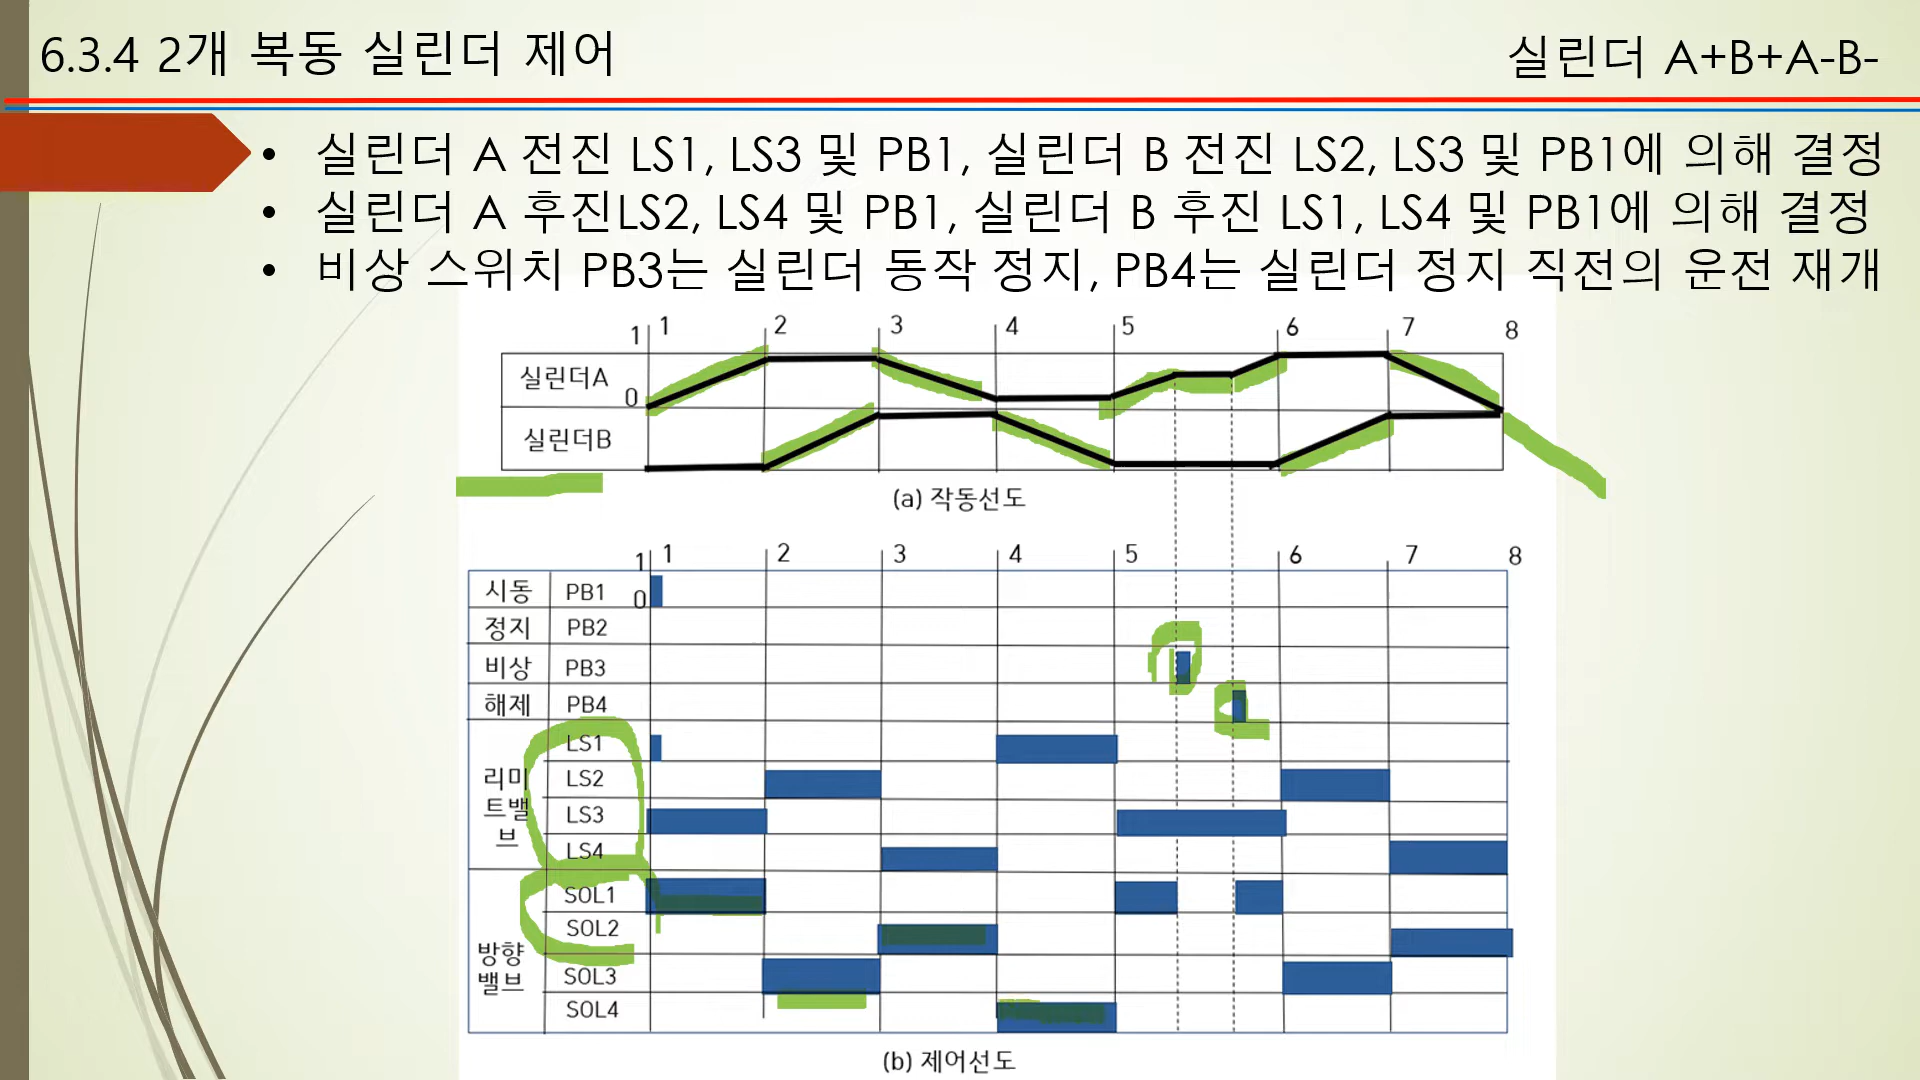 6.3.4 2개 복동 실린더 제어
실린더 A+B+A-B-
• 실린더 A 전진 LS1, LS3 및 PB1, 실린더 B 전진 LS2, LS3 및 PB1에 의해 결정
• 실린더 A 후진LS2, LS4 및 PB1, 실린더 B 후진 LS1, LS4 및 PB1에 의해 결정
• 비상 스위치 PB3는 실린더 동작 정지, PB4는 실린더 정지 직전의 운전 재개
1 1 2 3 4 5 6 7 8
실린더A
0
실린더B
(a) 작동선도
1 1 2 3 4 5 6 7 8
시동 PB1 0
정지 PB2
비상 PB3
해제 PB4
리미트밸브
LS1
LS2
LS3
LS4
방향밸브
SOL1
SOL2
SOL3
SOL4
(b) 제어선도